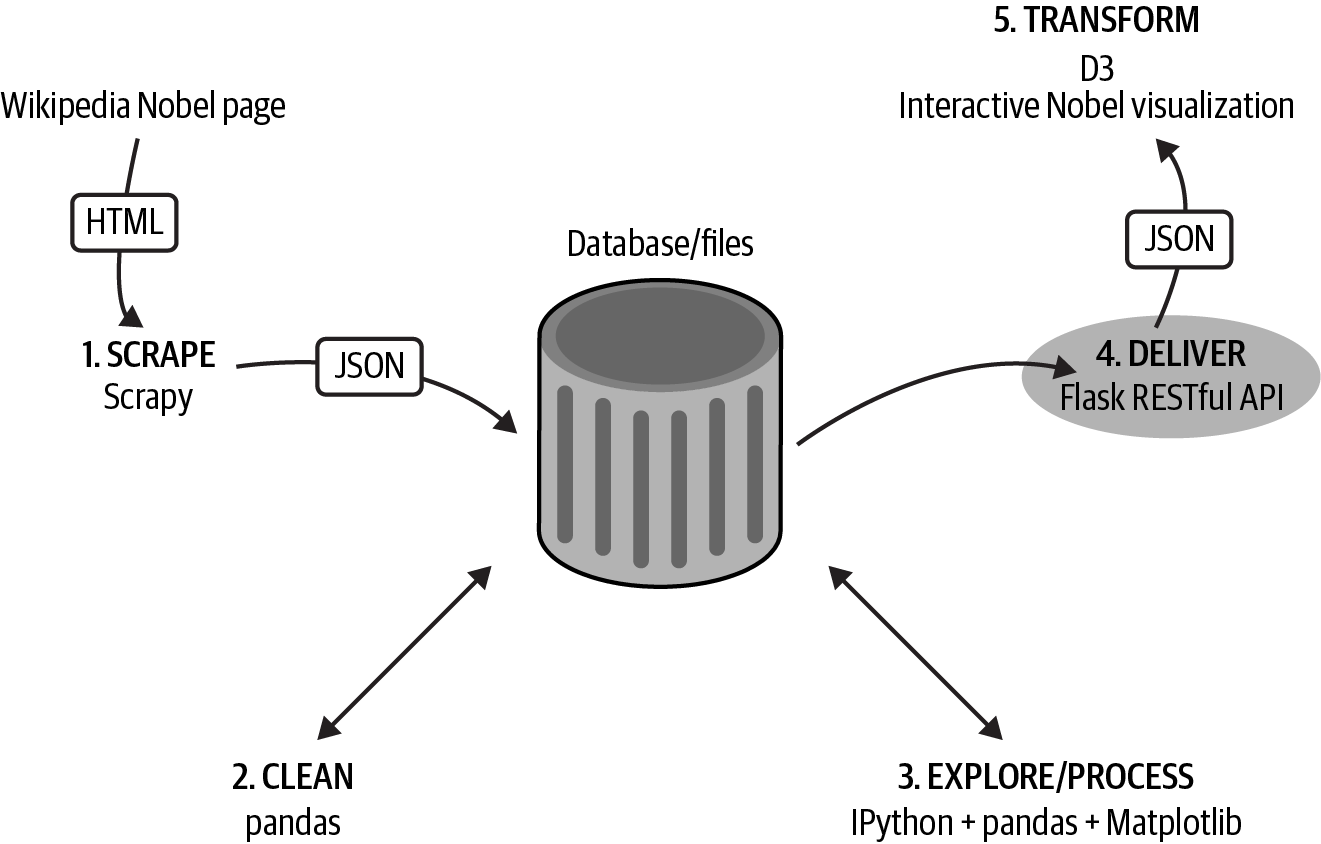 Wikipedia Nobel page
HTML
1. SCRAPE
Scrapy
JSON
Database/files
2. CLEAN
pandas
3. EXPLORE/PROCESS
IPython + pandas + Matplotlib
4. DELIVER
Flask RESTful API
JSON
5. TRANSFORM
D3
Interactive Nobel visualization